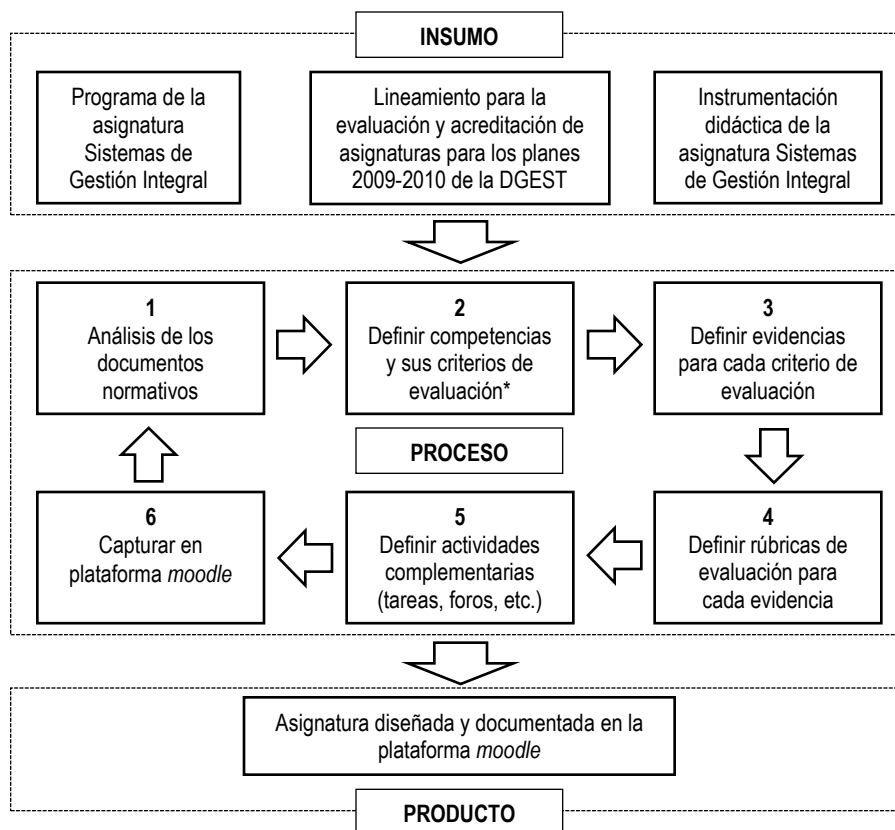 INSUMO
Programa de la
asignatura
Sistemas de
Gestión Integral
Lineamiento para la
evaluación y acreditación de
asignaturas para los planes
2009-2010 de la DGEST
Instrumentación
didáctica de la
asignatura Sistemas
de Gestión Integral
1
Análisis de los
documentos
normativos
2
Definir competencias
y sus criterios de
evaluación*
3
Definir evidencias
para cada criterio de
evaluación
PROCESO
6
Capturar en
plataforma moodle
5
Definir actividades
complementarias
(tareas, foros, etc.)
4
Definir rúbricas de
evaluación para
cada evidencia
Asignatura diseñada y documentada en la
plataforma moodle
PRODUCTO